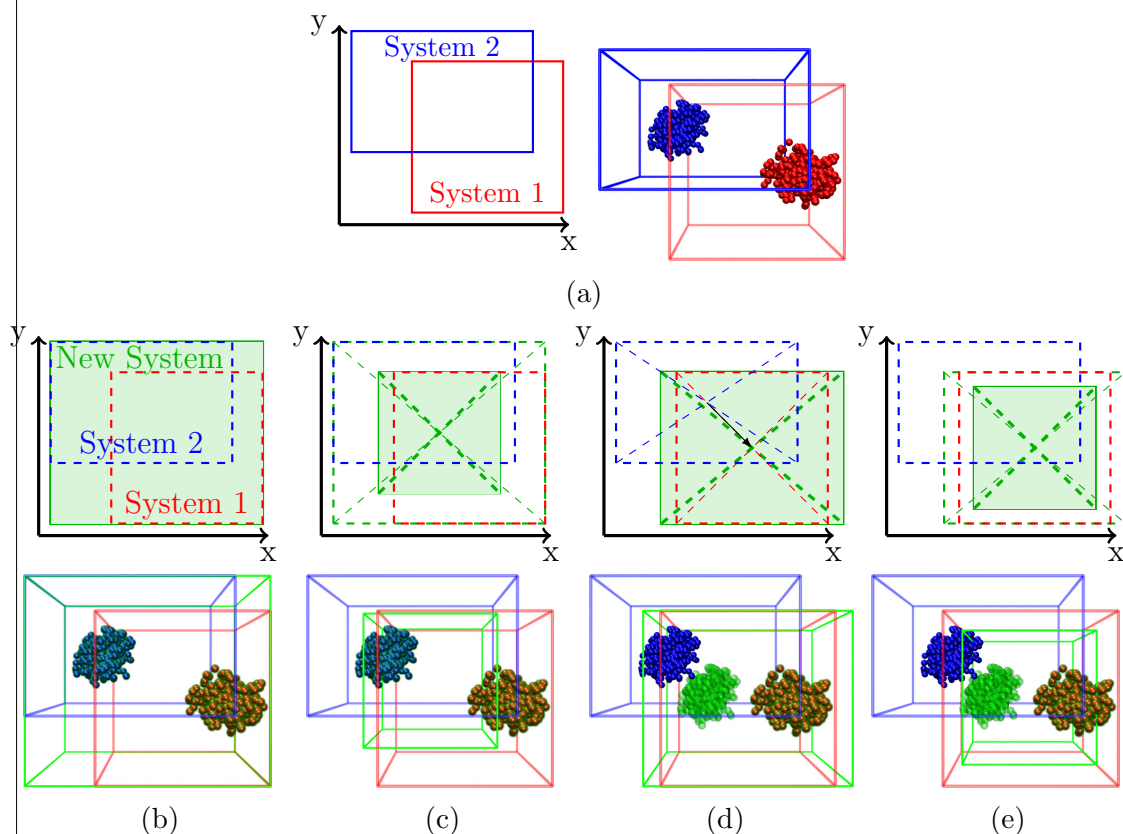 y
System 2
System 1
x
(a)
y
New System
System 2
System 1
x
y
x
y
x
y
x
(b)
(c)
(d)
(e)